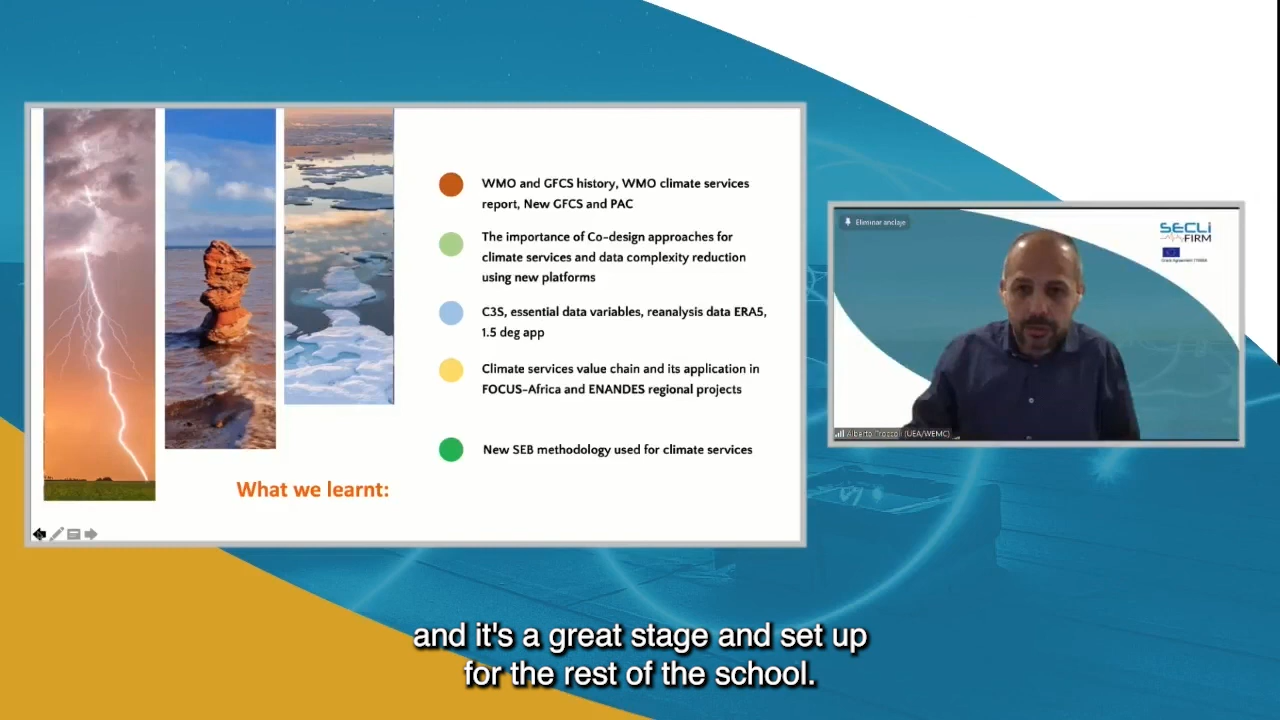 WMO and GFCS history, WMO climate services
report, New GFCS and PAC
The importance of Co-design approaches for
climate services and data complexity reduction
using new platforms
C3S, essential data variables, reanalysis data ERA5,
1.5 deg app
Climate services value chain and its application in
FOCUS-Africa and ENANDES regional projects
New SEB methodology used for climate services
What we learnt:
Eliminar anclaje
SECLI
FIRM
Alberto Troccoli (UEA/WEMC)
and it's a great stage and set up
for the rest of the school.